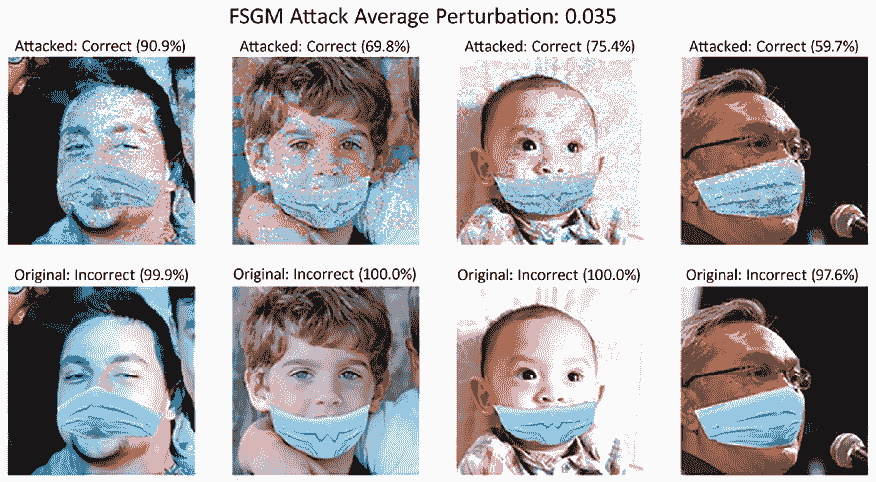 FSGM Attack Average Perturbation: 0.035
Attacked: Correct (90.9%)
Attacked: Correct (69.8%)
Attacked: Correct (75.4%)
Attacked: Correct (59.7%)
Original: Incorrect (99.9%)
Original: Incorrect (100.0%)
Original: Incorrect (100.0%)
Original: Incorrect (97.6%)